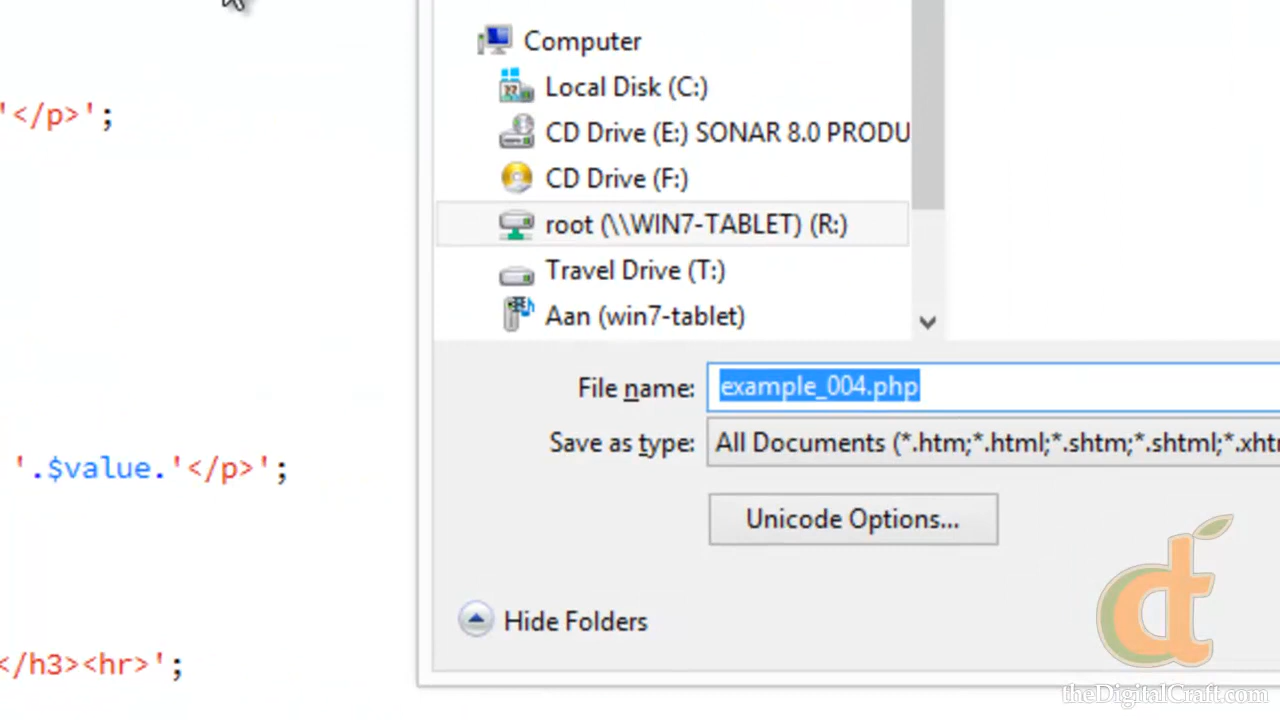 Computer
Local Disk (C:)
'</p>';
CD Drive (E:) SONAR 8.0 PRODU
CD Drive (F:)
root (\\WIN7-TABLET) (R:)
Travel Drive (T:)
Aan (win7-tablet)
File name: example_004.php
Save as type: All Documents (*.htm;*.html;*.shtm;*.shtml;*.xhtm
'.$value.'</p>';
Unicode Options...
Hide Folders
</h3><hr>';
theDigitalCraft.com